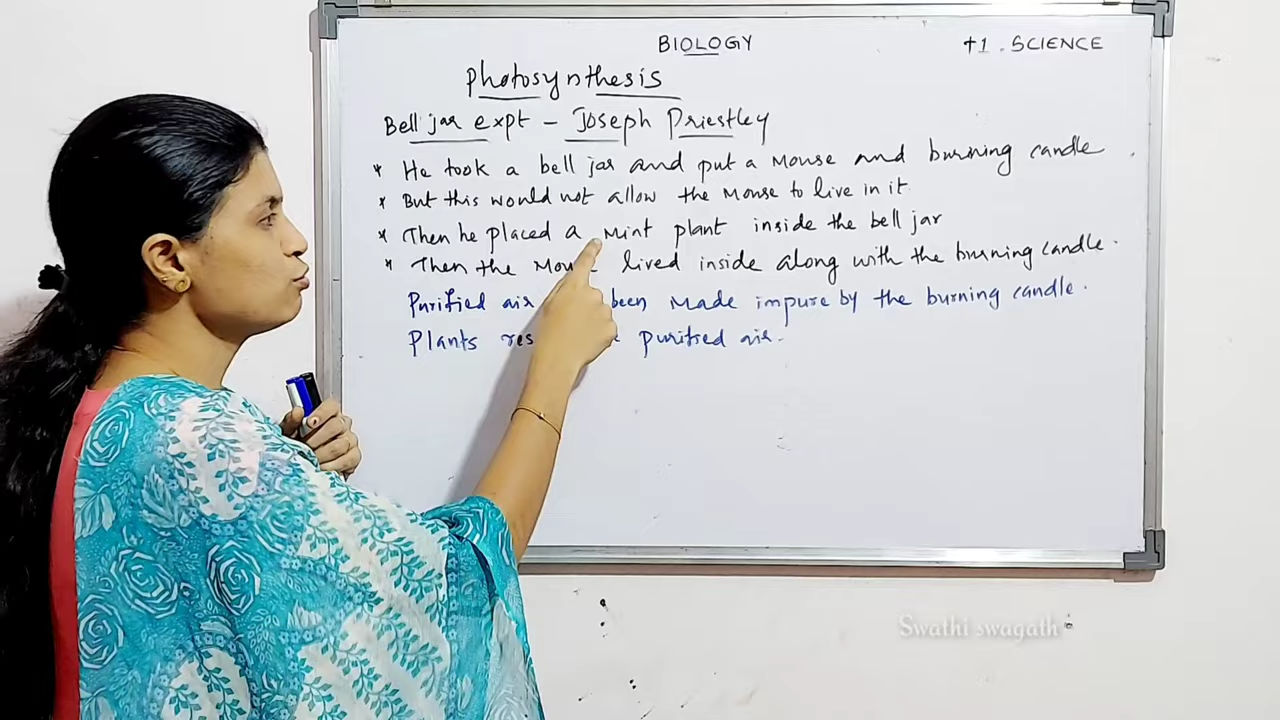 BIOLOGY
+1. SCIENCE
Photosynthesis
Bell jar expt - Joseph Priestley
* He took a bell jar and put a mouse and burning candle.
* But this would not allow the mouse to live in it
* Then he placed a mint plant inside the bell jar
* Then the lived inside along with the burning candle.
Purified air been made impure by the burning candle.
Plants purified air.
Swathi swagath